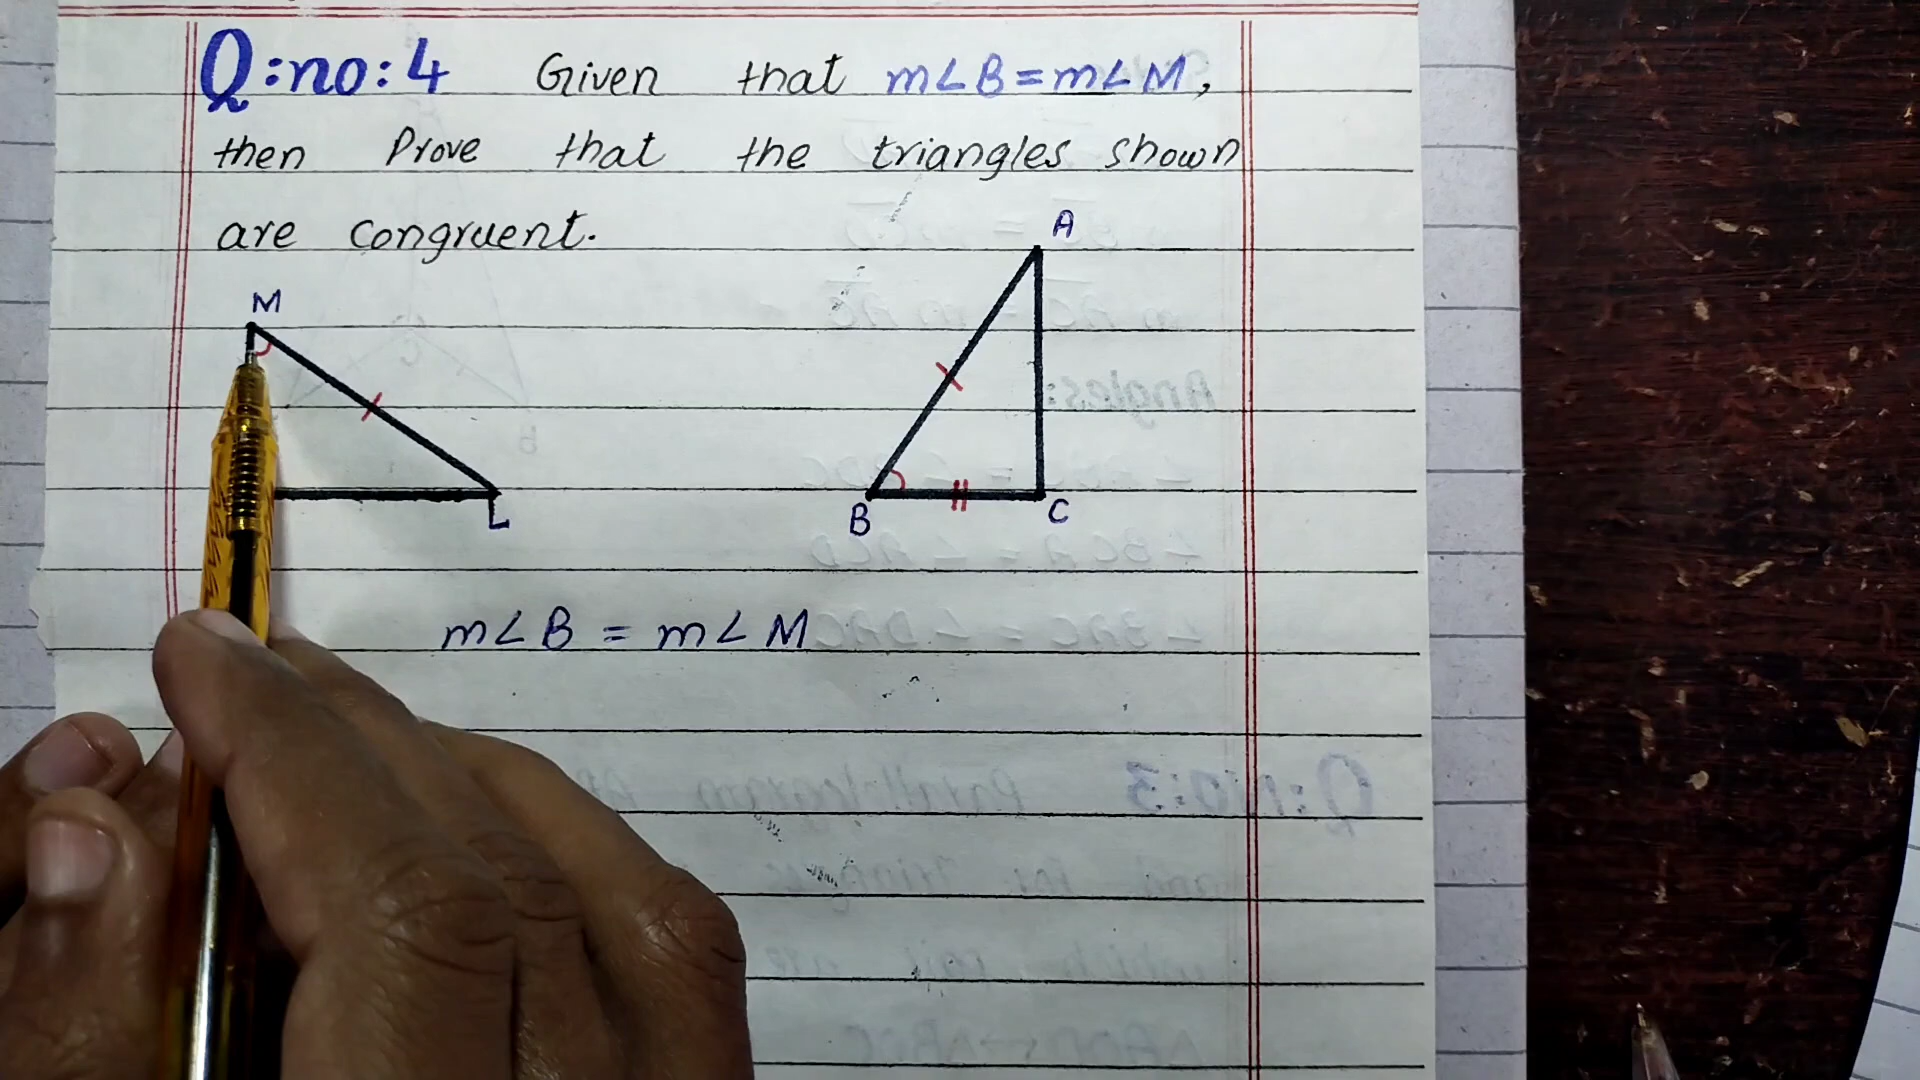 Q:no:4 Given that m∠B=m∠M,
then Prove that the triangles shown
are congruent.
A
M
L
B
C
m∠B = m∠M